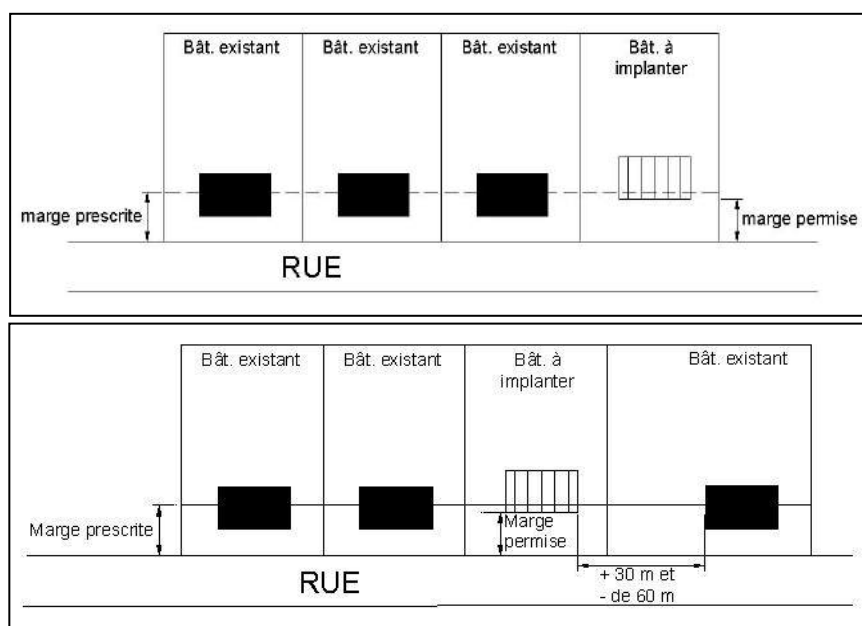 Bât. existant
Bât. existant
Bât. existant
Bât. à
implanter
marge prescrite
marge permise
RUE
Bât. existant
Bât. existant
Bât. à
implanter
Bât. existant
Marge prescrite
Marge
permise
+ 30 m et
- de 60 m
RUE